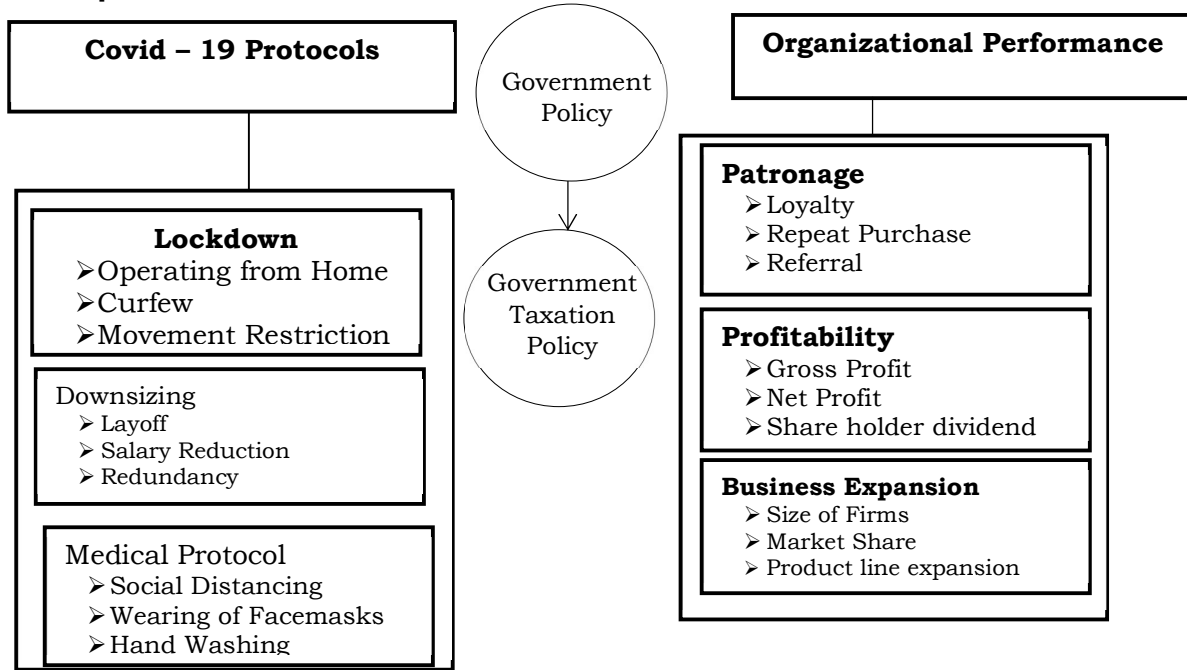 Covid – 19 Protocols
Lockdown
➢Operating from Home
➢Curfew
➢Movement Restriction
Downsizing
➢ Layoff
➢ Salary Reduction
➢ Redundancy
Medical Protocol
➢Social Distancing
➢Wearing of Facemasks
➢Hand Washing
Government
Policy
Government
Taxation
Policy
Organizational Performance
Patronage
➢Loyalty
➢Repeat Purchase
➢Referral
Profitability
➢Gross Profit
➢Net Profit
➢Share holder dividend
Business Expansion
➢ Size of Firms
➢ Market Share
➢ Product line expansion